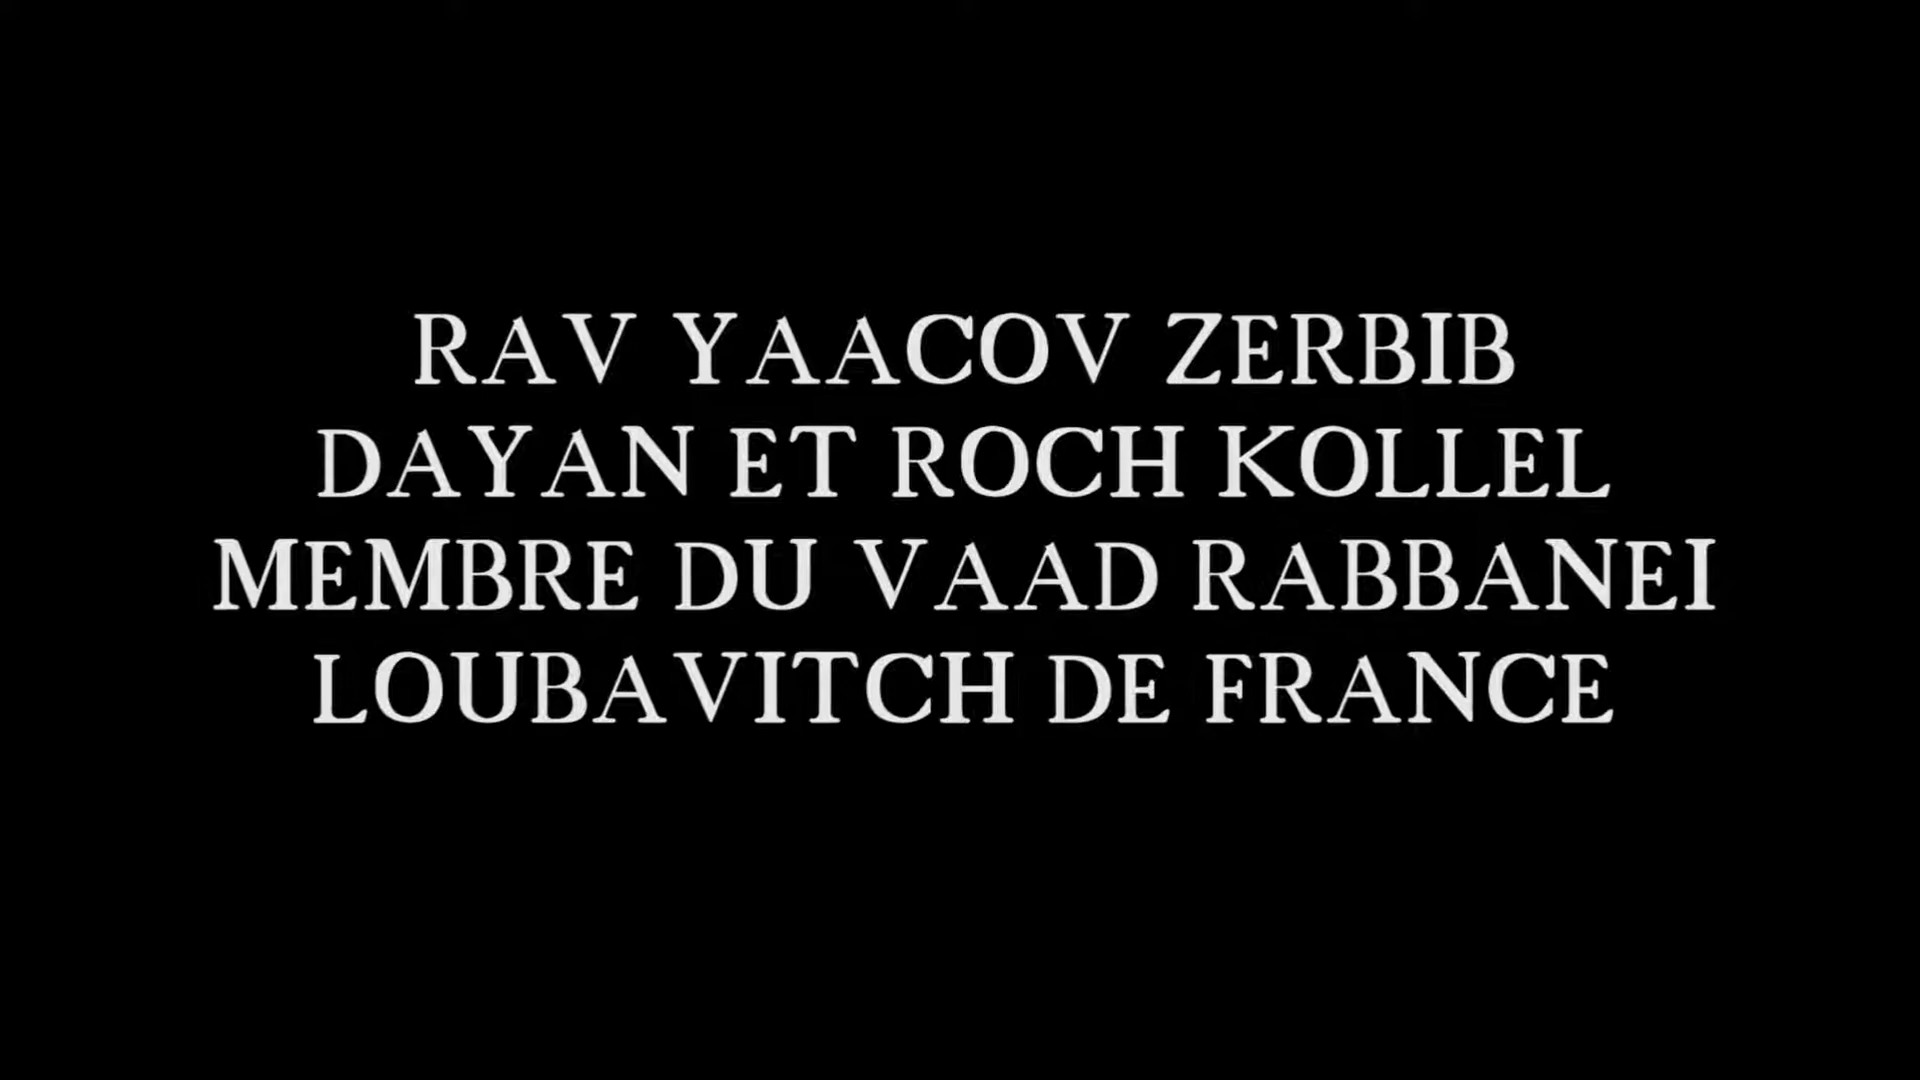 RAV YAACOV ZERBIB
DAYAN ET ROCH KOLLEL
MEMBRE DU VAAD RABBANEI
LOUBAVITCH DE FRANCE